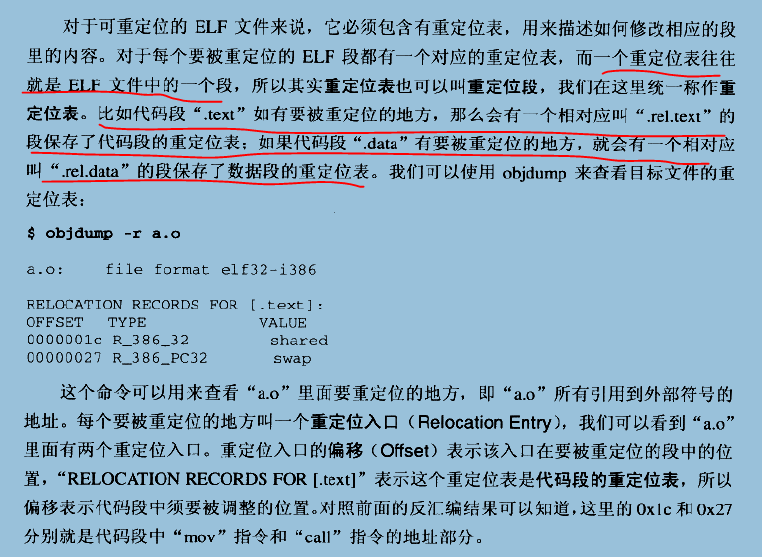 对于可重定位的 ELF 文件来说，它必须包含有重定位表，用来描述如何修改相应的段
里的内容。对于每个要被重定位的 ELF 段都有一个对应的重定位表，而一个重定位表往往
就是 ELF 文件中的一个段，所以其实重定位表也可以叫重定位段，我们在这里统一称作重
定位表。比如代码段“.text”如有要被重定位的地方，那么会有一个相对应叫“.rel.text”的
段保存了代码段的重定位表；如果代码段“.data”有要被重定位的地方，就会有一个相对应
叫“.rel.data”的段保存了数据段的重定位表。我们可以使用 objdump 来查看目标文件的重
定位表：
$ objdump -r a.o
a.o:     file format elf32-i386
RELOCATION RECORDS FOR [.text]:
OFFSET   TYPE              VALUE
0000001c R_386_32          shared
00000027 R_386_PC32        swap
这个命令可以用来查看“a.o”里面要重定位的地方，即“a.o”所有引用到外部符号的
地址。每个要被重定位的地方叫一个重定位入口（Relocation Entry），我们可以看到“a.o”
里面有两个重定位入口。重定位入口的偏移（Offset）表示该入口在要被重定位的段中的位
置，“RELOCATION RECORDS FOR [.text]”表示这个重定位表是代码段的重定位表，所以
偏移表示代码段中须要被调整的位置。对照前面的反汇编结果可以知道，这里的 0x1c 和 0x27
分别就是代码段中“mov”指令和“call”指令的地址部分。